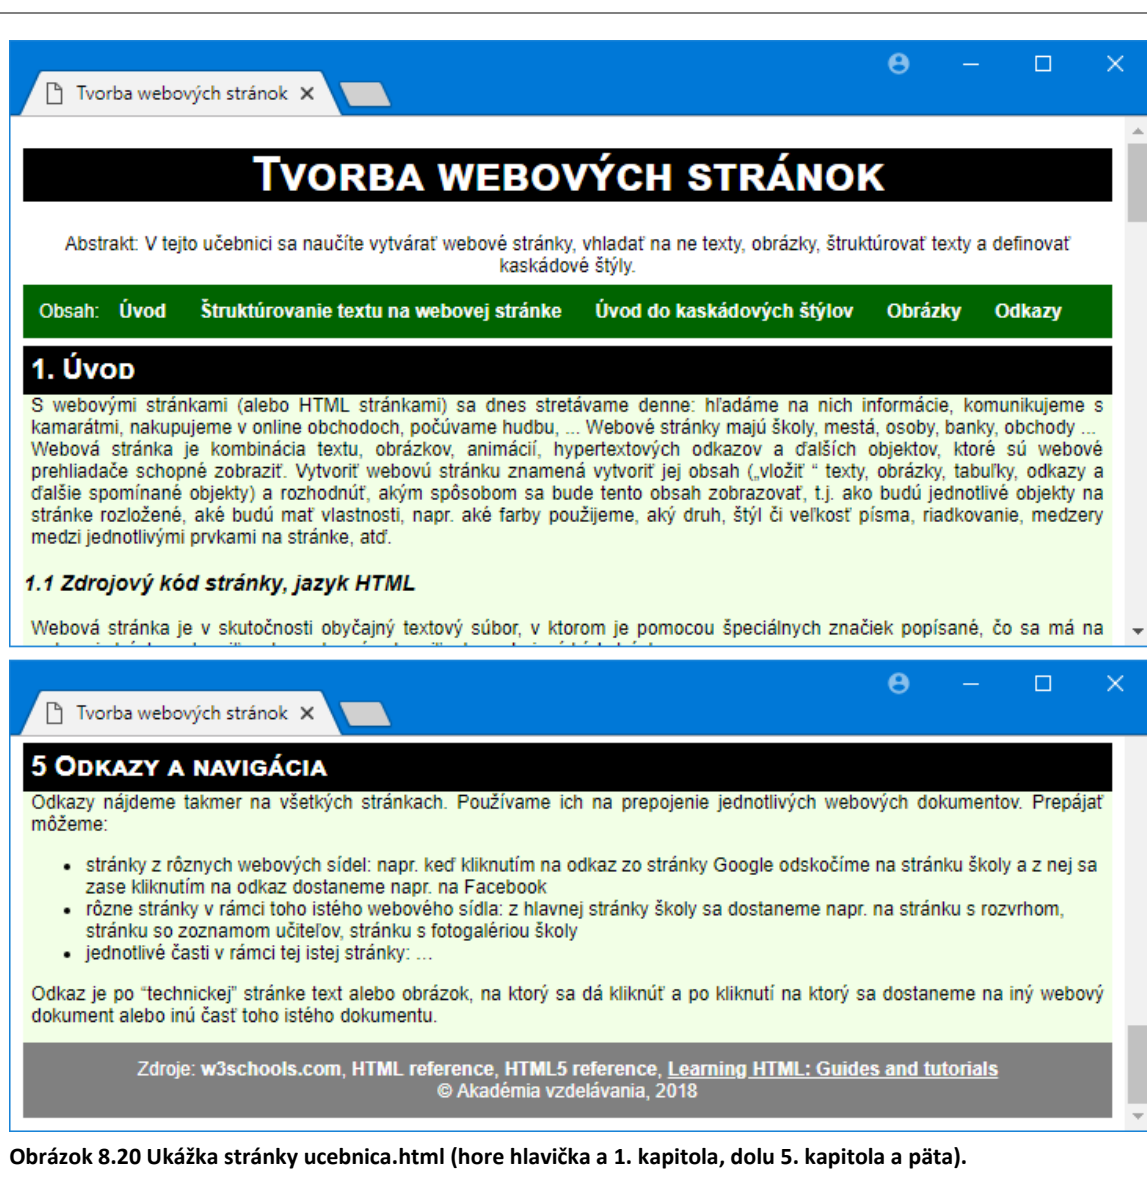 Tvorba webových stránok
Tvorba webových stránok
Abstrakt: V tejto učebnici sa naučíte vytvárať webové stránky, vhladať na ne texty, obrázky, štruktúrovať texty a definovať
kaskádové štýly.
Obsah: Úvod Štruktúrovanie textu na webovej stránke Úvod do kaskádových štýlov Obrázky Odkazy
1. Úvod
S webovými stránkami (alebo HTML stránkami) sa dnes stretávame denne: hľadáme na nich informácie, komunikujeme s
kamarátmi, nakupujeme v online obchodoch, počúvame hudbu, ... Webové stránky majú školy, mestá, osoby, banky, obchody ...
Webová stránka je kombinácia textu, obrázkov, animácií, hypertextových odkazov a ďalších objektov, ktoré sú webové
prehliadače schopné zobraziť. Vytvoriť webovú stránku znamená vytvoriť jej obsah („vložiť “ texty, obrázky, tabuľky, odkazy a
ďalšie spomínané objekty) a rozhodnúť, akým spôsobom sa bude tento obsah zobrazovať, t.j. ako budú jednotlivé objekty na
stránke rozložené, aké budú mať vlastnosti, napr. aké farby použijeme, aký druh, štýl či veľkosť písma, riadkovanie, medzery
medzi jednotlivými prvkami na stránke, atď.
1.1 Zdrojový kód stránky, jazyk HTML
Webová stránka je v skutočnosti obyčajný textový súbor, v ktorom je pomocou špeciálnych značiek popísané, čo sa má na
Tvorba webových stránok
5 Odkazy a navigácia
Odkazy nájdeme takmer na všetkých stránkach. Používame ich na prepojenie jednotlivých webových dokumentov. Prepájať
môžeme:
• stránky z rôznych webových sídel: napr. keď kliknutím na odkaz zo stránky Google odskočíme na stránku školy a z nej sa
zase kliknutím na odkaz dostaneme napr. na Facebook
• rôzne stránky v rámci toho istého webového sídla: z hlavnej stránky školy sa dostaneme napr. na stránku s rozvrhom,
stránku so zoznamom učiteľov, stránku s fotogalériou školy
• jednotlivé časti v rámci tej istej stránky: …
Odkaz je po “technickej” stránke text alebo obrázok, na ktorý sa dá kliknúť a po kliknutí na ktorý sa dostaneme na iný webový
dokument alebo inú časť toho istého dokumentu.
Zdroje: w3schools.com, HTML reference, HTML5 reference, Learning HTML: Guides and tutorials
© Akadémia vzdelávania, 2018
Obrázok 8.20 Ukážka stránky ucebnica.html (hore hlavička a 1. kapitola, dolu 5. kapitola a päta).